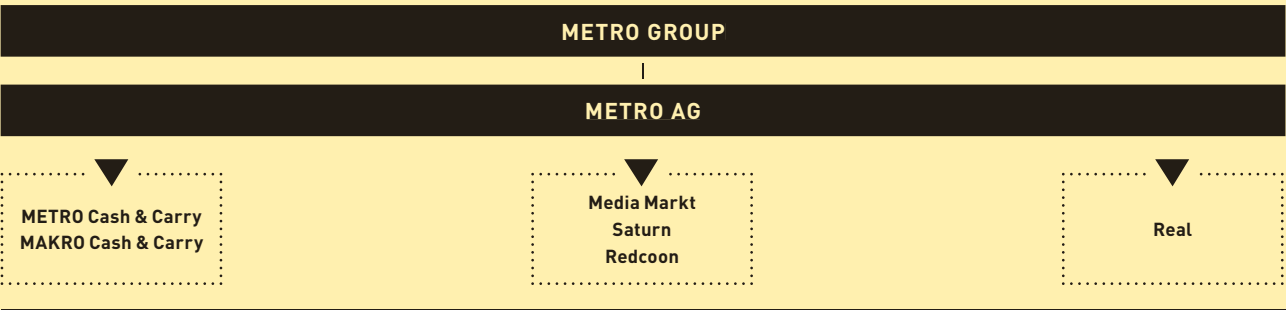 METRO GROUP
METRO AG
METRO Cash & Carry
MAKRO Cash & Carry
Media Markt
Saturn
Redcoon
Real